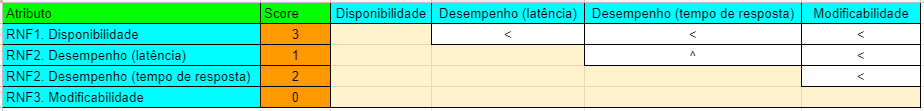 Atributo Score Disponibilidade Desempenho (latência) Desempenho (tempo de resposta) Modificabilidade
RNF1. Disponibilidade 3 < < <
RNF2. Desempenho (latência) 1 ^ <
RNF2. Desempenho (tempo de resposta) 2 <
RNF3. Modificabilidade 0